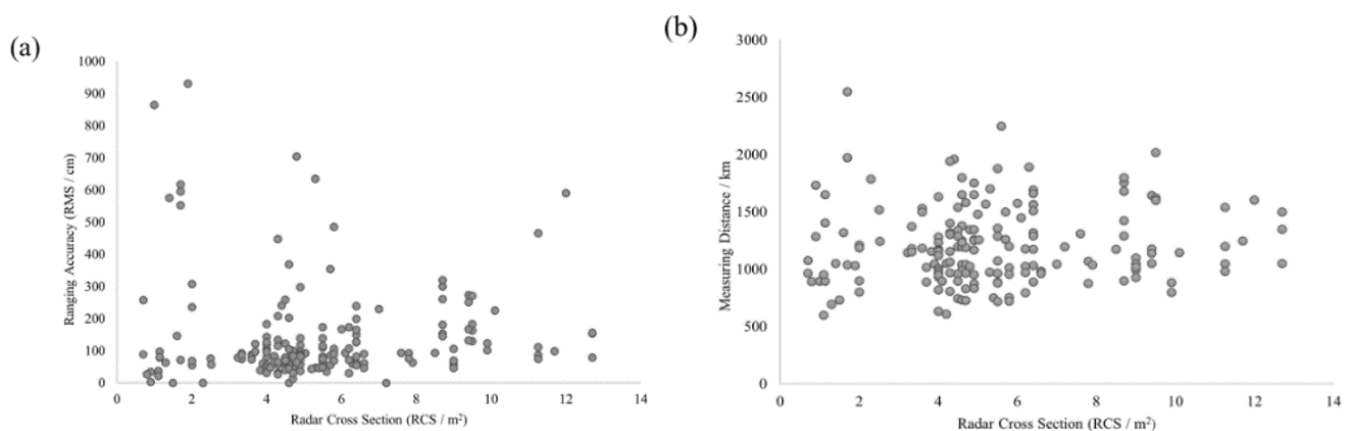 (a)
1000
900
800
700
600
500
400
300
200
100
0
Ranging Accuracy (RMS / cm)
0 2 4 6 8 10 12 14
Radar Cross Section (RCS / m²)
(b)
3000
2500
2000
1500
1000
500
0
Measuring Distance / km
0 2 4 6 8 10 12 14
Radar Cross Section (RCS / m²)